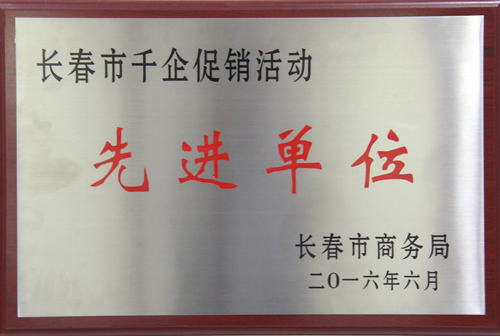 长春市千企促销活动
先进单位
长春市商务局
二O一六年六月